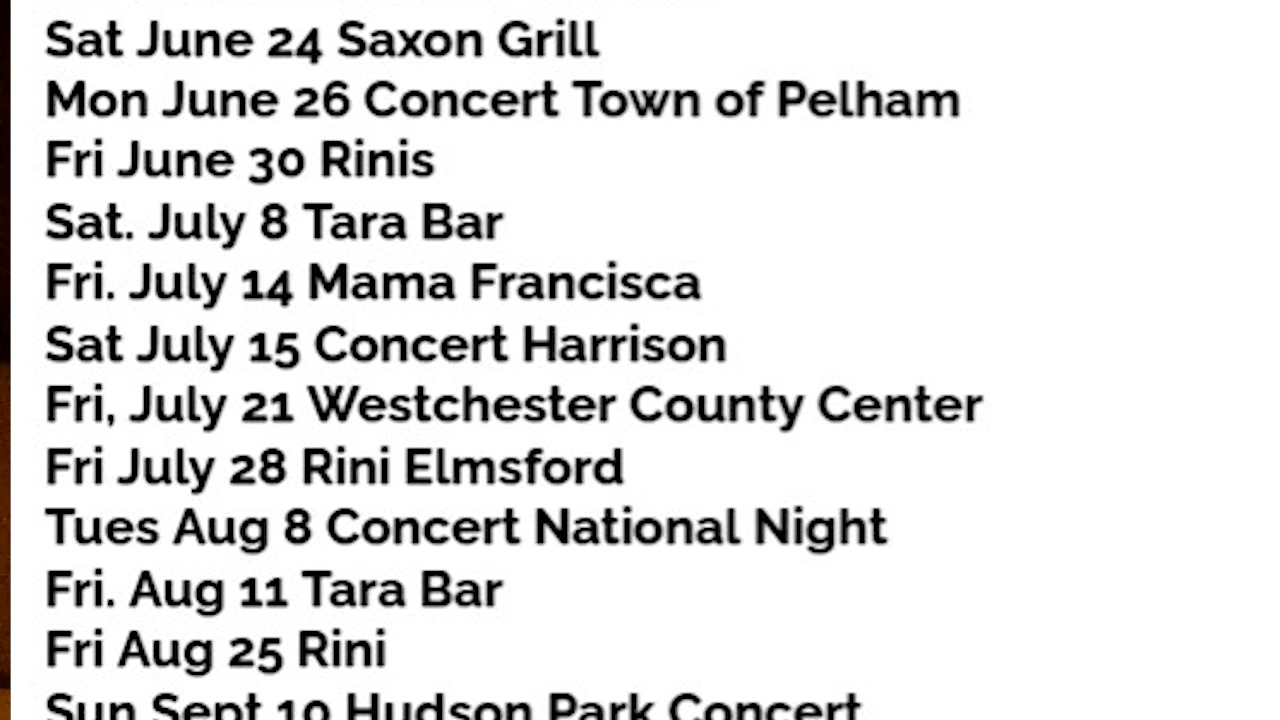 Sat June 24 Saxon Grill
Mon June 26 Concert Town of Pelham
Fri June 30 Rinis
Sat. July 8 Tara Bar
Fri. July 14 Mama Francisca
Sat July 15 Concert Harrison
Fri, July 21 Westchester County Center
Fri July 28 Rini Elmsford
Tues Aug 8 Concert National Night
Fri. Aug 11 Tara Bar
Fri Aug 25 Rini
Sun Sept 10 Hudson Park Concert